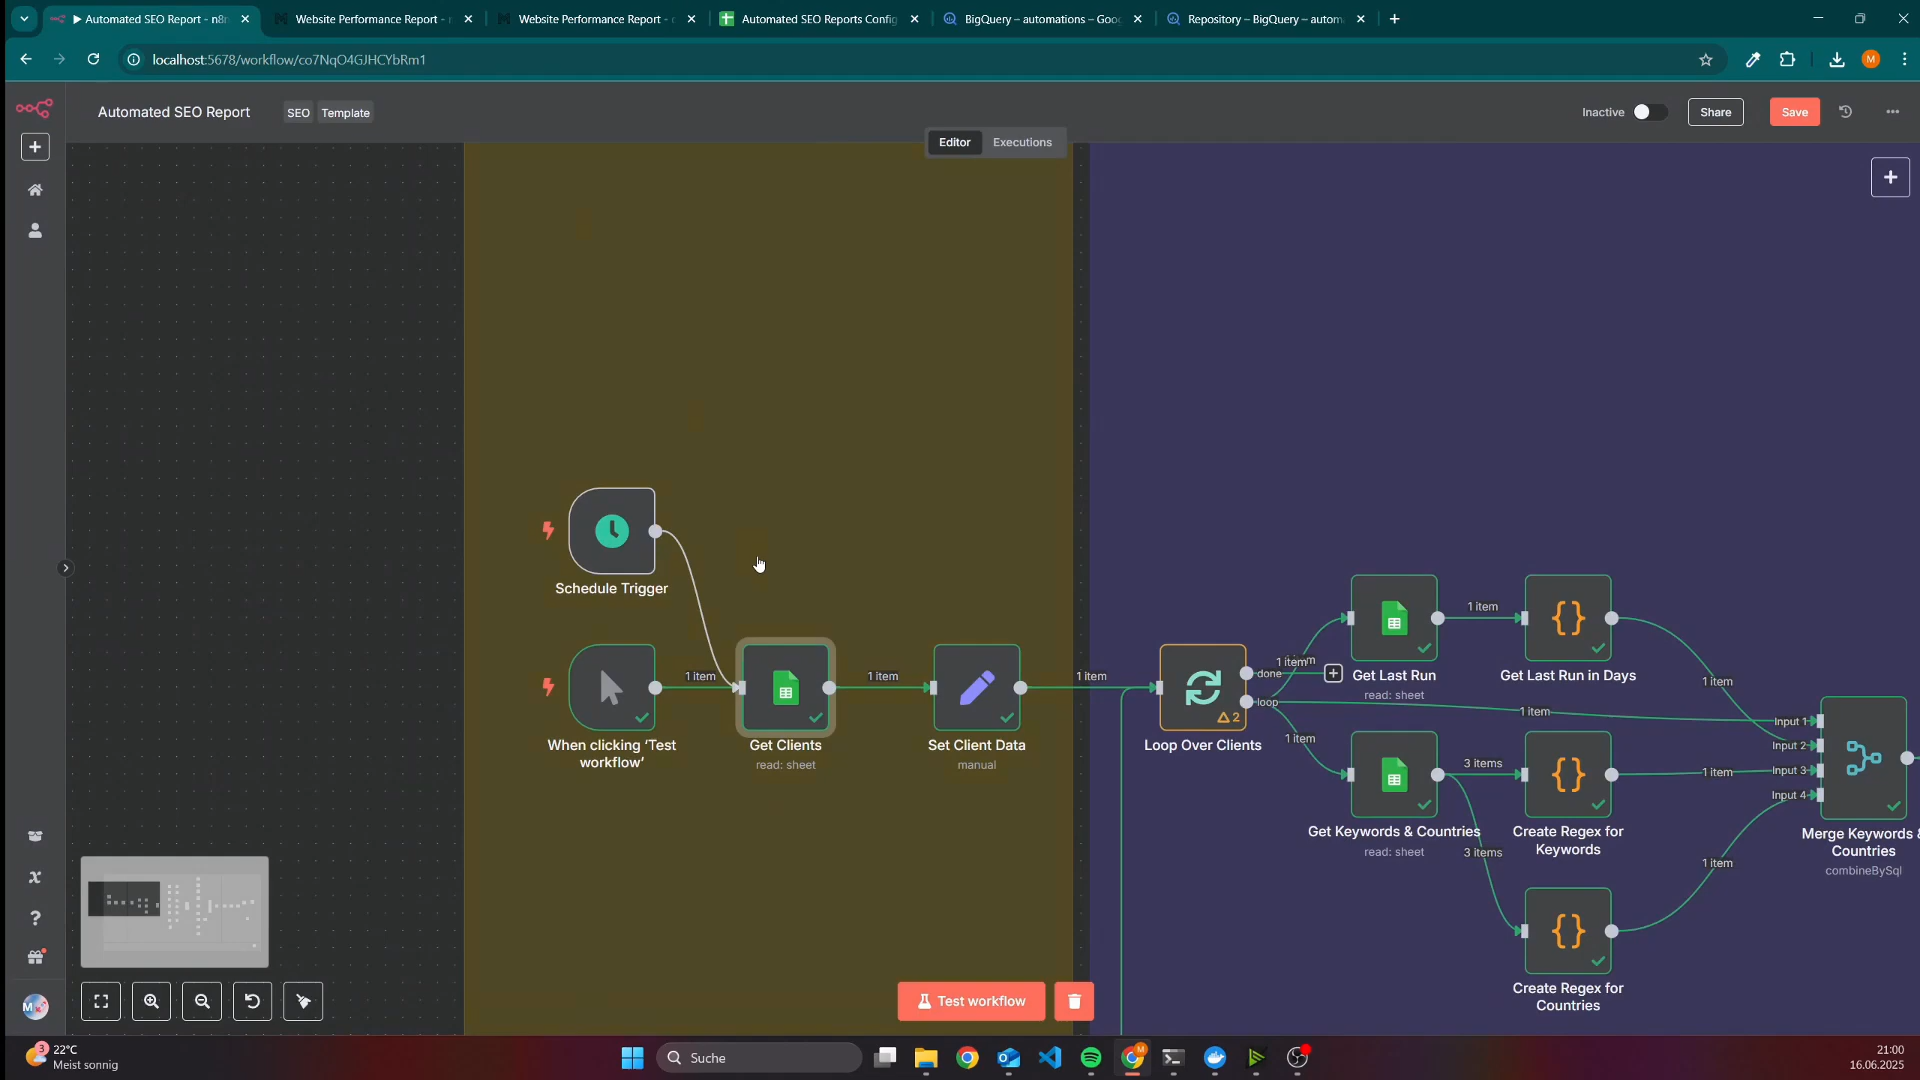 Automated SEO Report - n8n
Website Performance Report -
Website Performance Report -
Automated SEO Reports Config
BigQuery – automations – Goo
Repository – BigQuery – autom
localhost:5678/workflow/co7NqO4GJHCYbRm1
M
Automated SEO Report
SEO
Template
Inactive
Share
Save
Editor
Executions
Schedule Trigger
1 item
1 item
1 item
When clicking ‘Test
workflow’
Get Clients
read: sheet
Set Client Data
manual
done
loop
2
Loop Over Clients
1 item
1 item
1 item
1 item
Get Last Run
read: sheet
Get Last Run in Days
1 item
3 items
3 items
Get Keywords & Countries
read: sheet
Create Regex for
Keywords
1 item
Create Regex for
Countries
1 item
Input 1
Input 2
Input 3
Input 4
Merge Keywords &
Countries
combineBySql
Test workflow
3
22°C
Meist sonnig
Suche
M
21:00
16.06.2025